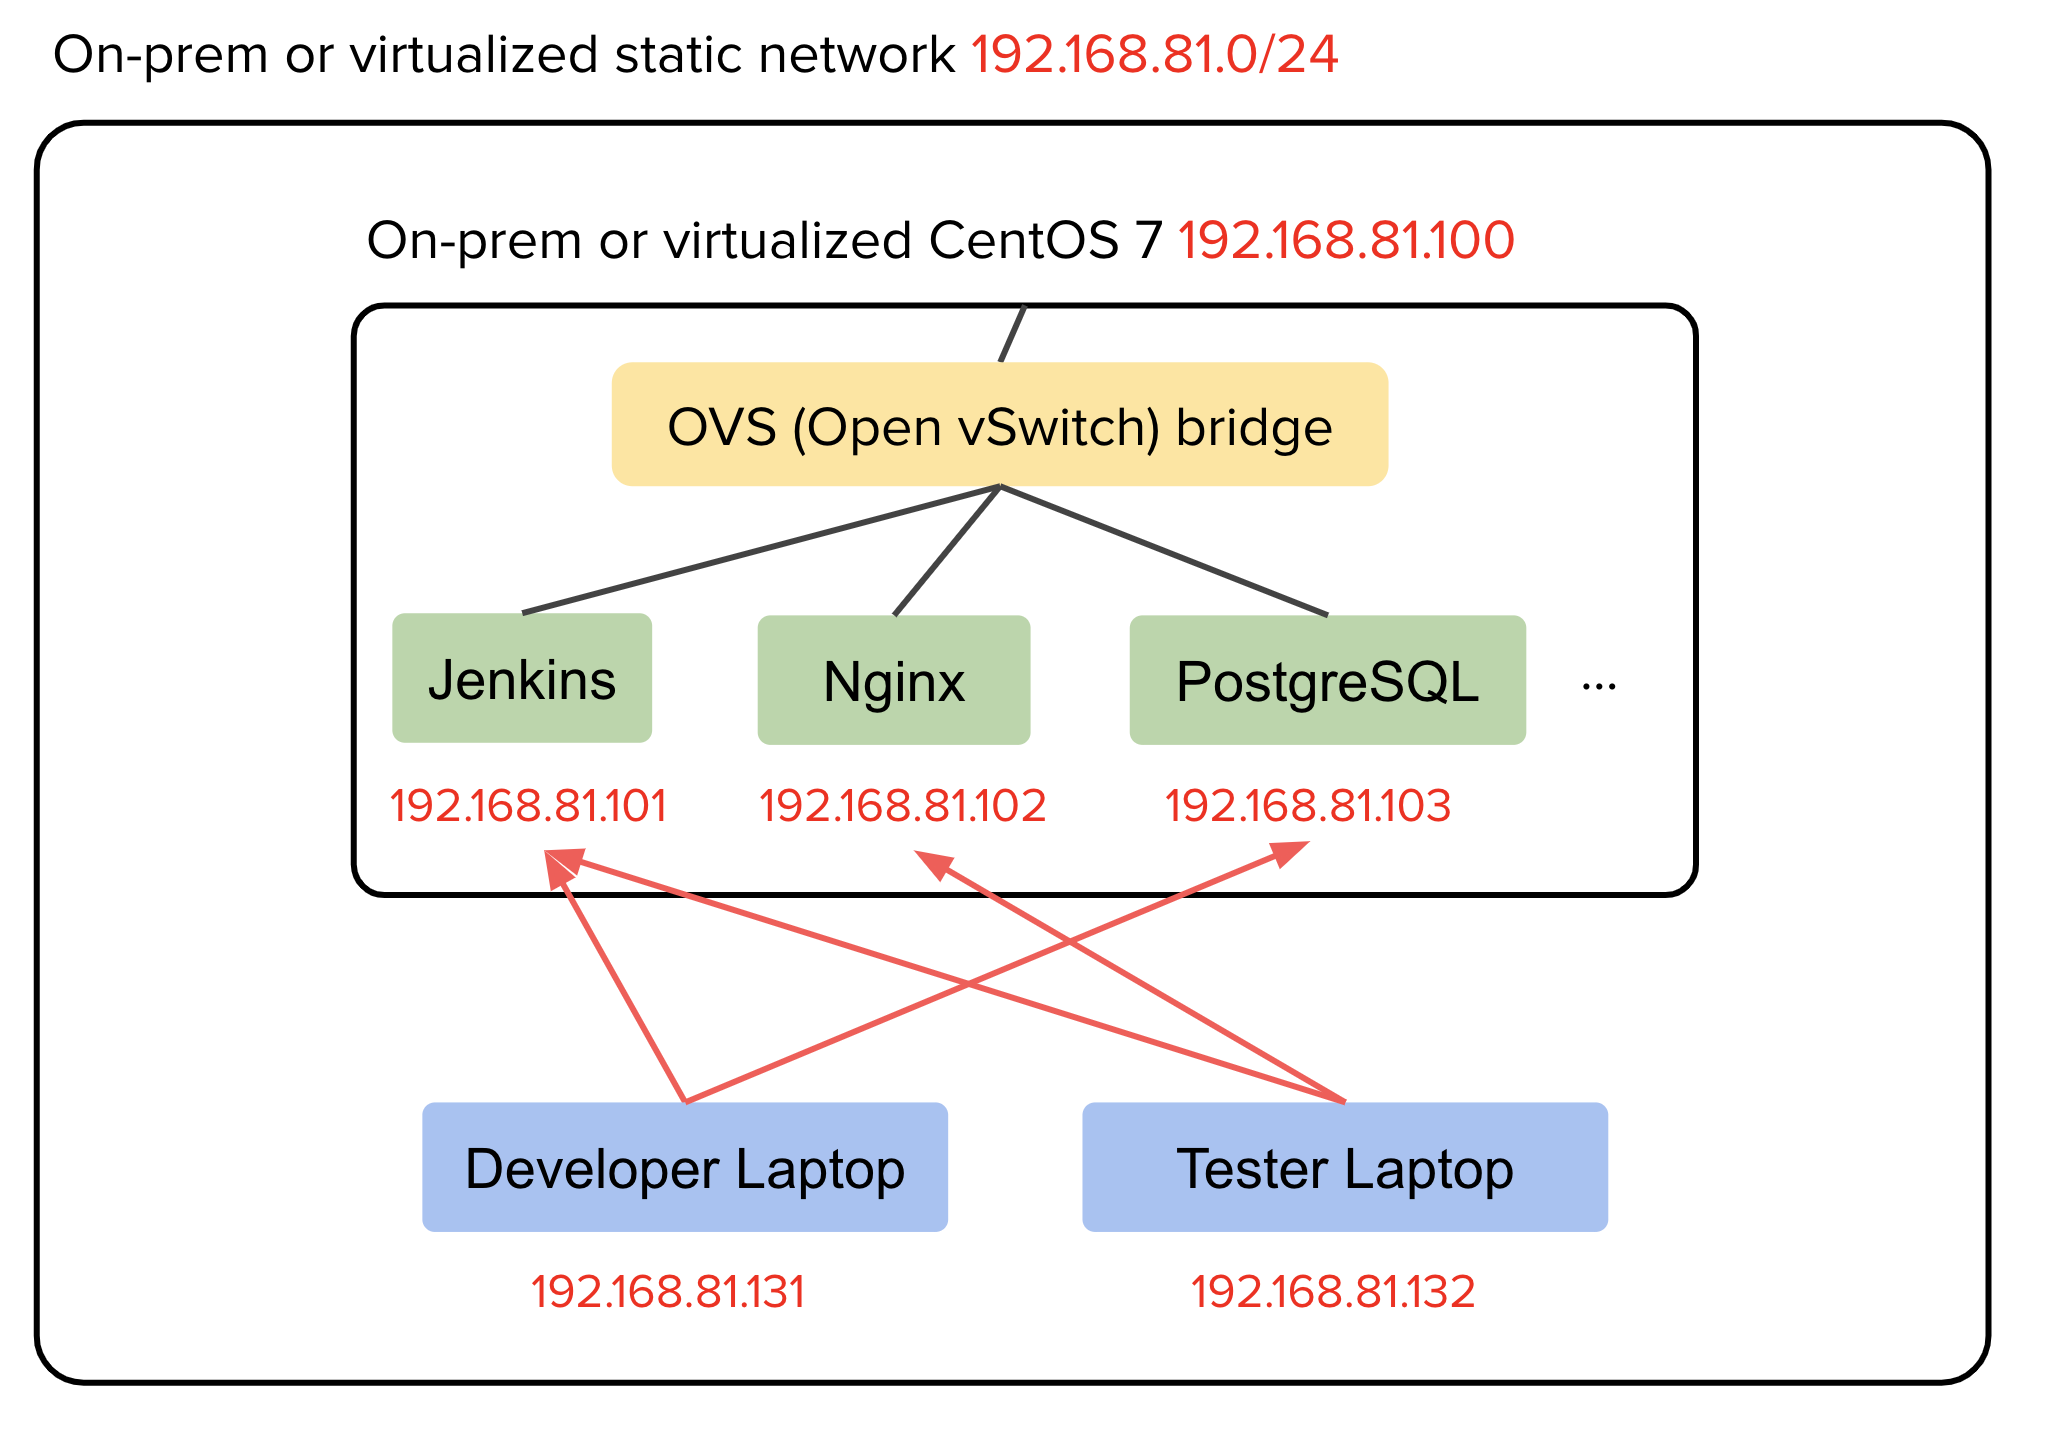 On-prem or virtualized static network 192.168.81.0/24
On-prem or virtualized CentOS 7 192.168.81.100
OVS (Open vSwitch) bridge
Jenkins
Nginx
PostgreSQL
...
192.168.81.101
192.168.81.102
192.168.81.103
Developer Laptop
Tester Laptop
192.168.81.131
192.168.81.132